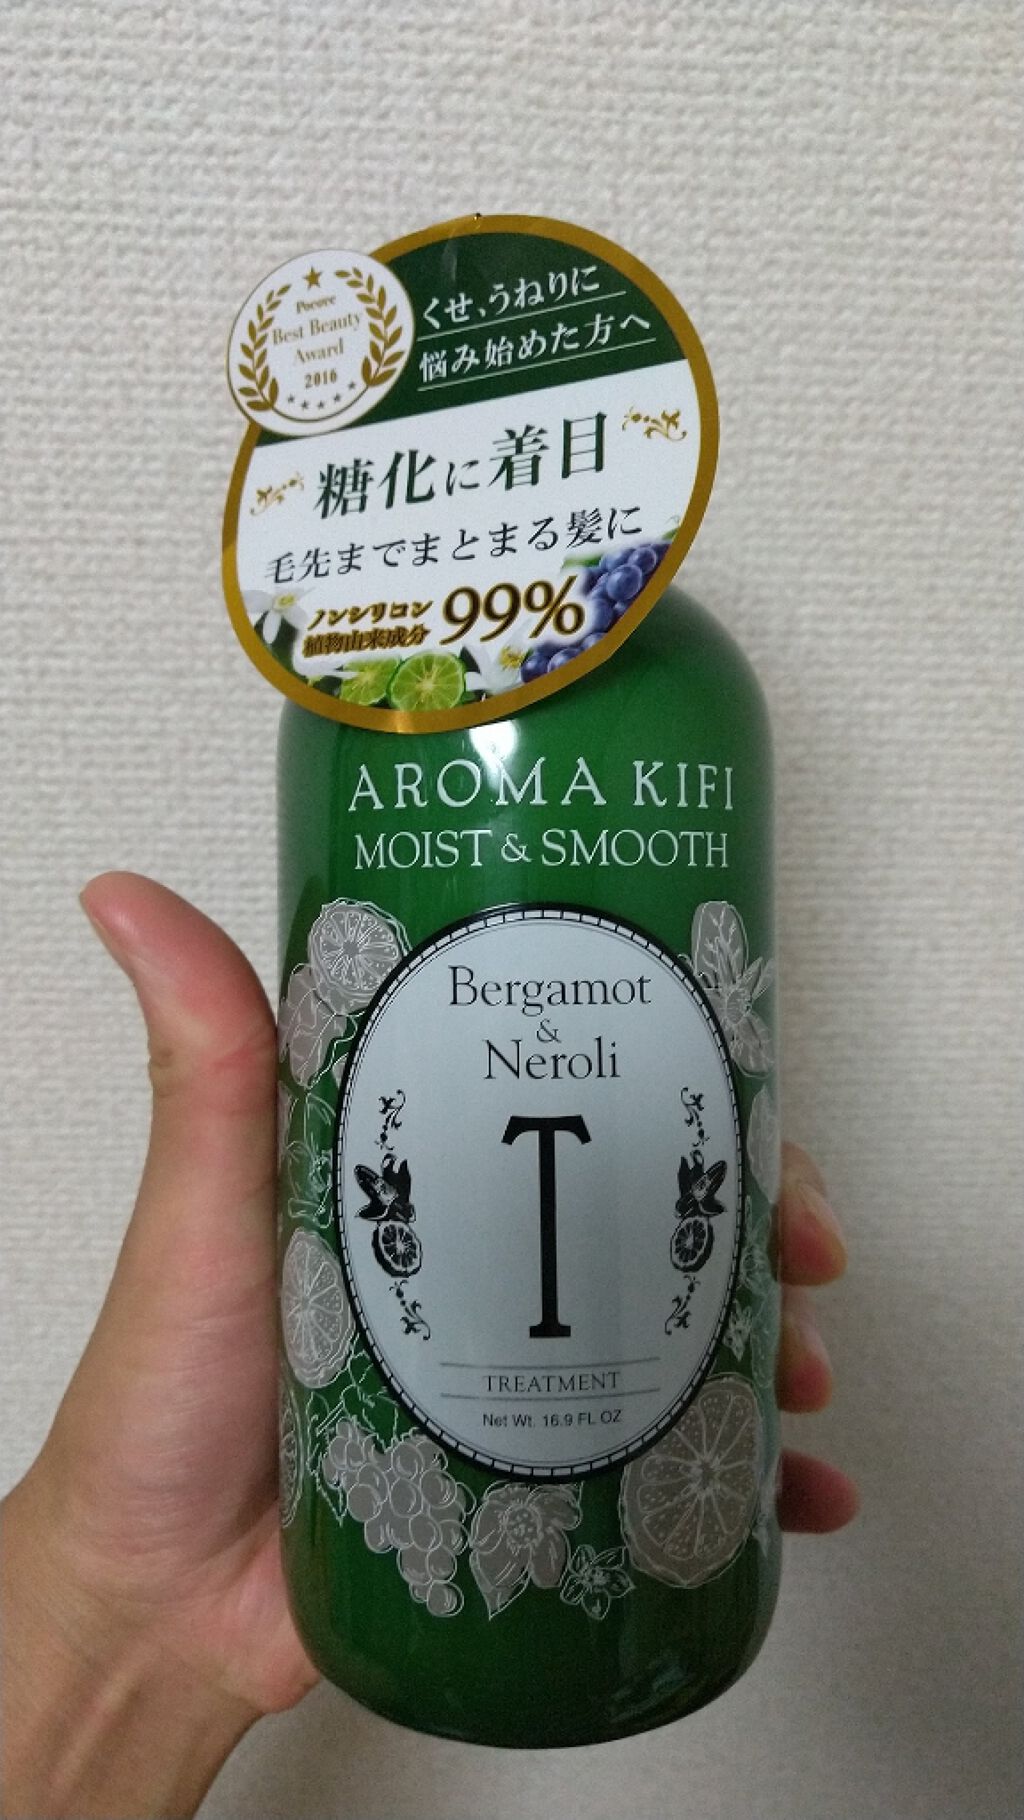 Pocove
Best Beauty
Award
2016
くせ、うねりに
悩み始めた方へ
糖化に着目
毛先までまとまる髪に
ノンシリコン
植物由来成分
99%
AROMA KIFI
MOIST & SMOOTH
Bergamot
&
Neroli
T
TREATMENT
Net Wt. 16.9 FL OZ